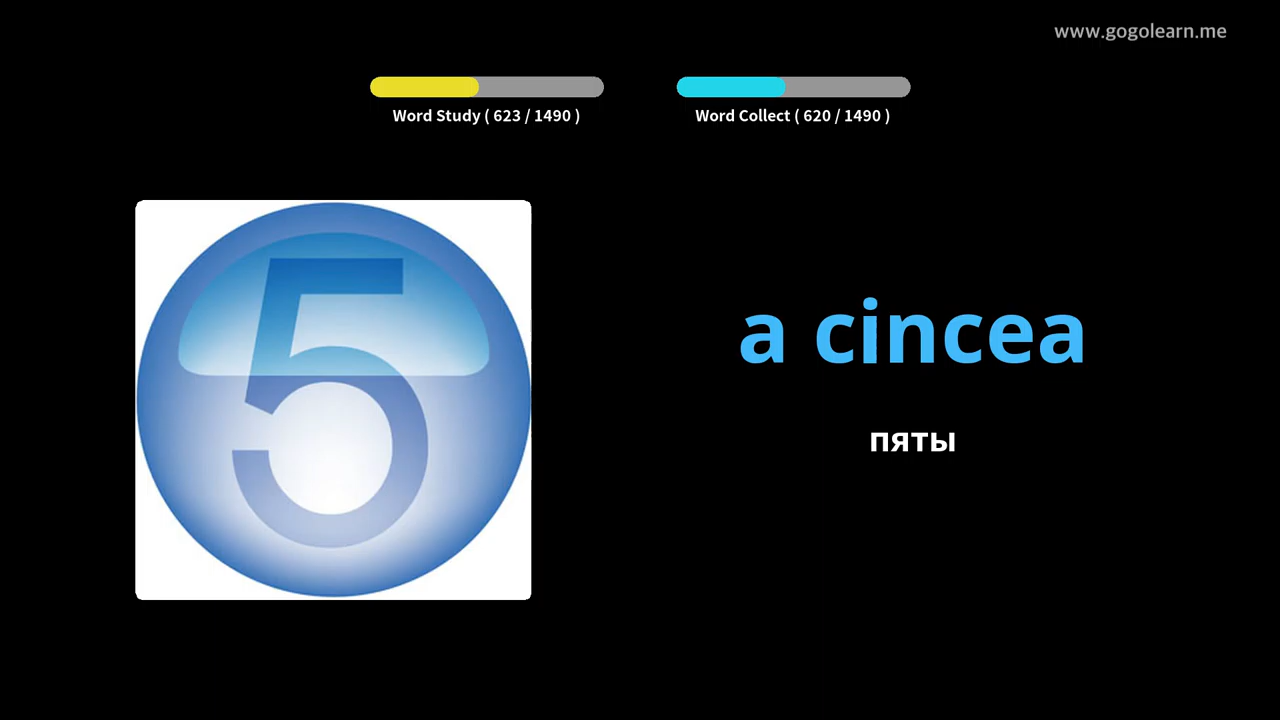 www.gogolearn.me
Word Study ( 623 / 1490 )
Word Collect ( 620 / 1490 )
5
a cincea
пяты